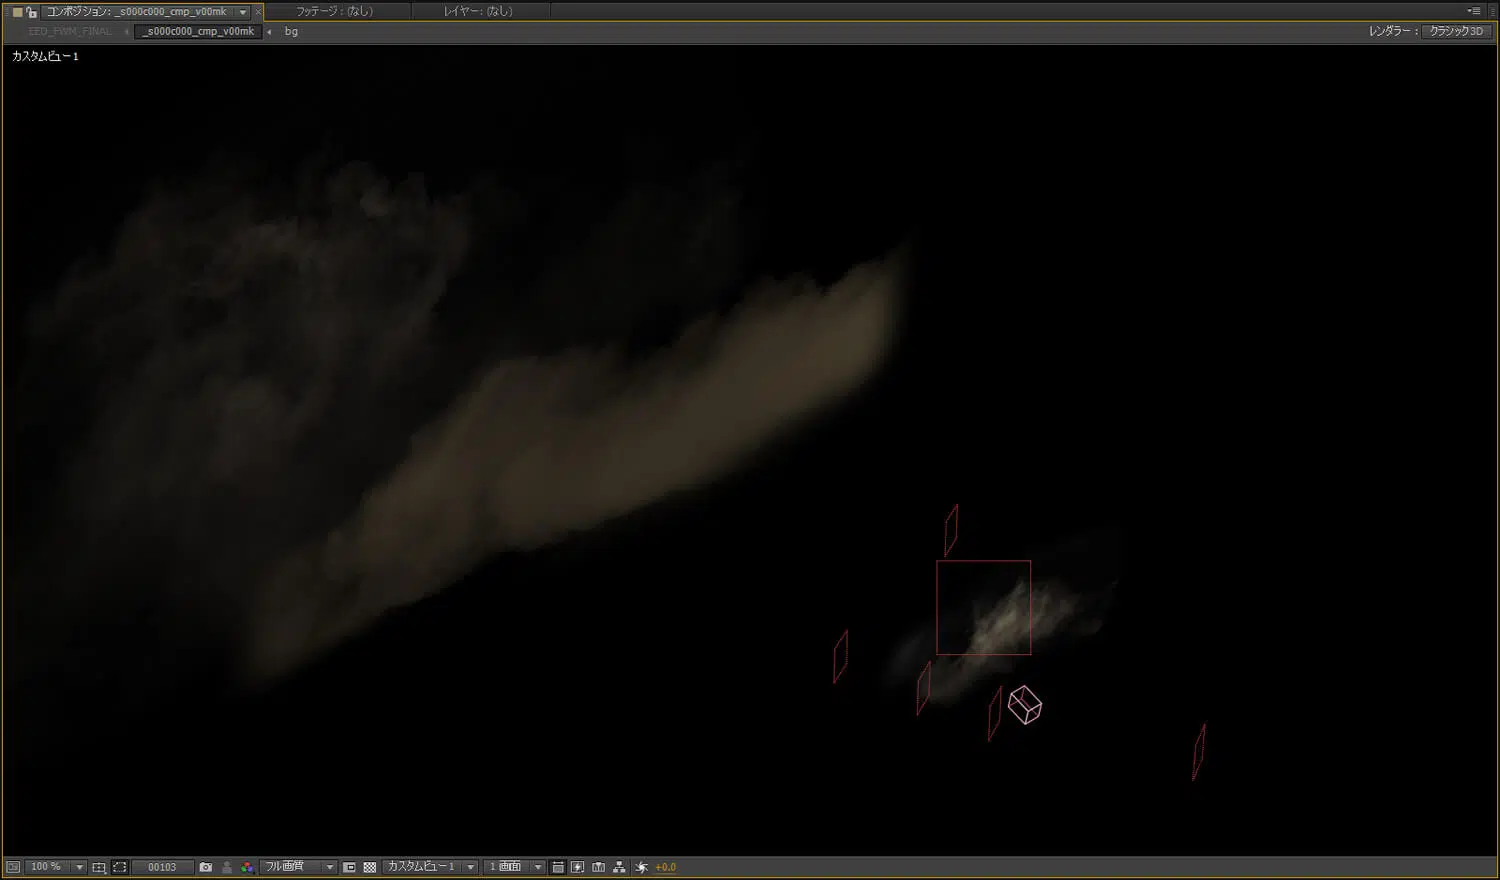 コンポジション: _s000c000_cmp_v00mk
フッテージ : (なし)
レイヤー: (なし)
EED_FWM_FINAL
_s000c000_cmp_v00mk
bg
レンダラー :
クラシック3D
カスタムビュー1
100 %
00103
フル画質
カスタムビュー1
1 画面
+0.0